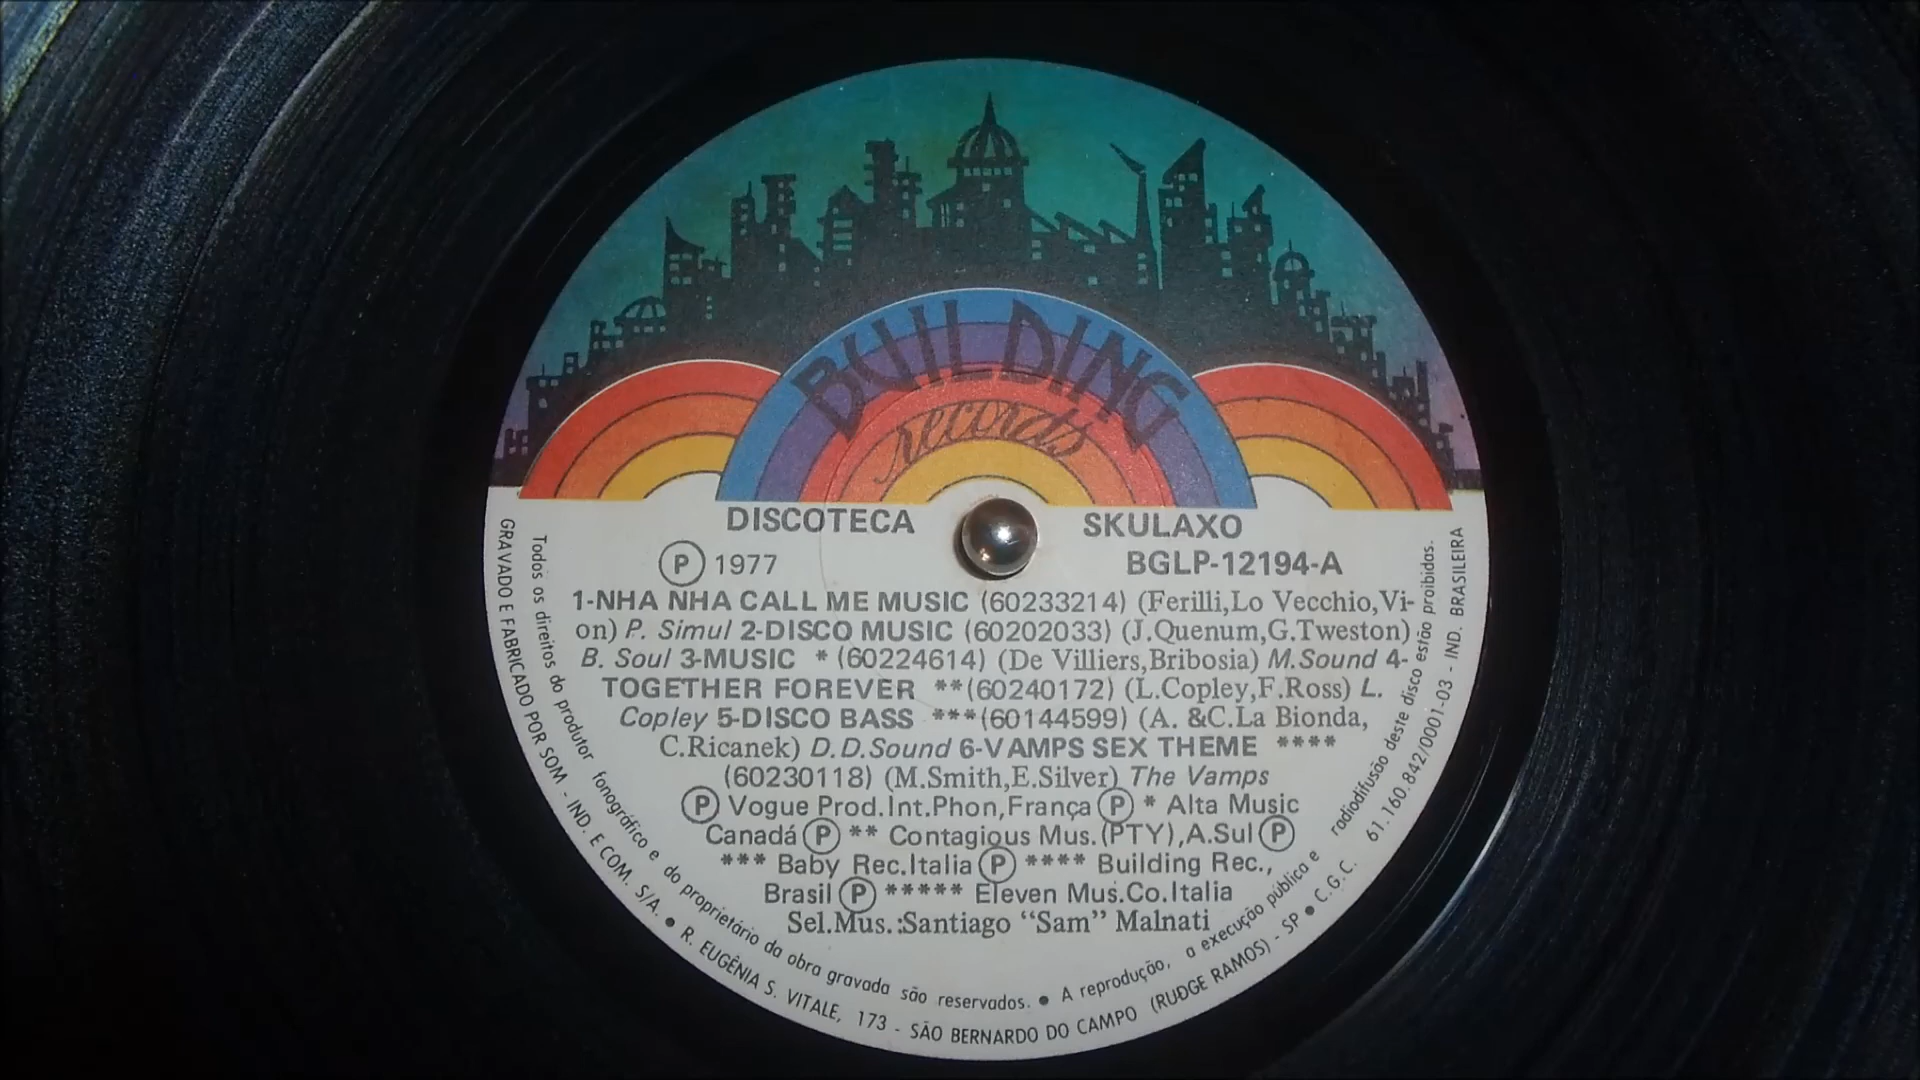 BUILDING
records
DISCOTECA SKULAXO
Ⓟ 1977 BGLP-12194-A
1-NHA NHA CALL ME MUSIC (60233214) (Ferilli,Lo Vecchio,Vi-
on) P. Simul 2-DISCO MUSIC (60202033) (J.Quenum,G.Tweston)
B. Soul 3-MUSIC * (60224614) (De Villiers,Bribosia) M.Sound 4-
TOGETHER FOREVER **(60240172) (L.Copley,F.Ross) L.
Copley 5-DISCO BASS ***(60144599) (A. &C.La Bionda,
C.Ricanek) D.D.Sound 6-VAMPS SEX THEME ****
(60230118) (M.Smith,E.Silver) The Vamps
Ⓟ Vogue Prod.Int.Phon,França Ⓟ * Alta Music
Canadá Ⓟ ** Contagious Mus.(PTY),A.Sul Ⓟ
*** Baby Rec.Italia Ⓟ **** Building Rec.,
Brasil Ⓟ ***** Eleven Mus.Co.Italia
Sel.Mus.:Santiago “Sam” Malnati
Todos os direitos do produtor fonográfico e do proprietário da obra gravada são reservados. ● A reprodução, a execução pública e radiodifusão deste disco estão proibidas.
GRAVADO E FABRICADO POR SOM - IND. E COM. S/A. ● R. EUGÊNIA S. VITALE, 173 - SÃO BERNARDO DO CAMPO (RUDGE RAMOS) - SP ● C.G.C. 61.160.842/0001-03 - IND. BRASILEIRA